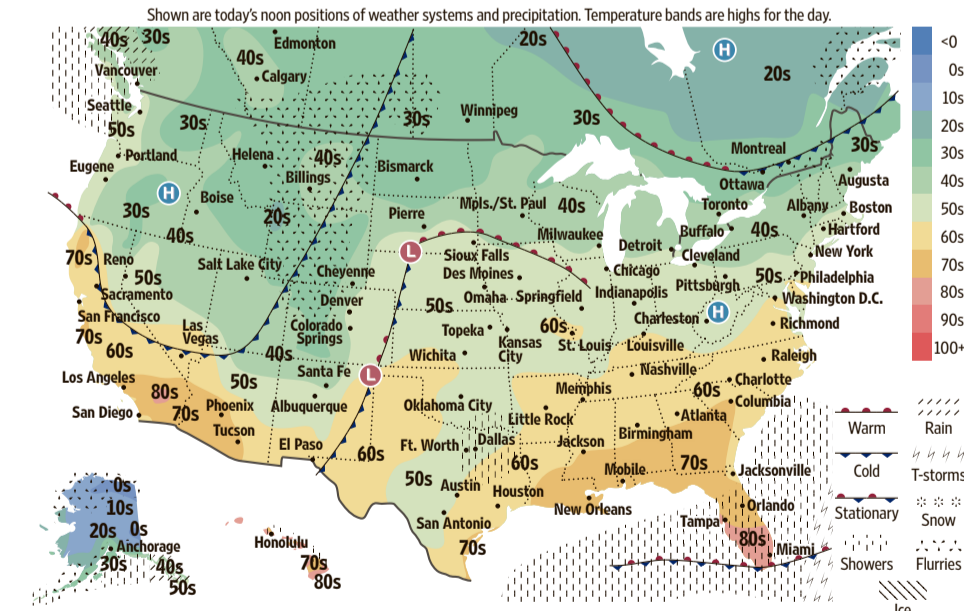 Shown are today's noon positions of weather systems and precipitation. Temperature bands are highs for the day.
40s 30s
Edmonton
20s
H
<0
Vancouver
40s
Calgary
20s
0s
10s
Seattle
50s
30s
Winnipeg
30s
30s
20s
Portland
Helena
40s
Bismarck
Montreal
30s
30s
Eugene
Billings
Ottawa
Augusta
40s
H
Boise
30s
20s
Pierre
Mpls./St. Paul
40s
Toronto
Albany
Boston
50s
40s
Milwaukee
Buffalo
40s
Hartford
60s
70s
Reno
50s
Salt Lake City
L
Sioux Falls
Detroit
Cleveland
New York
70s
Cheyenne
Des Moines
Chicago
Pittsburgh
50s
Philadelphia
80s
Sacramento
Denver
50s
Omaha
Springfield
Indianapolis
Washington D.C.
San Francisco
Las
Vegas
Colorado
Springs
Topeka
Kansas
City
60s
St. Louis
Charleston
H
Louisville
Richmond
90s
70s
60s
40s
Wichita
100+
Los Angeles
50s
Santa Fe
L
Nashville
Raleigh
80s
Memphis
60s
Charlotte
San Diego
70s
Phoenix
Albuquerque
Oklahoma City
Little Rock
Columbia
Tucson
Atlanta
Birmingham
El Paso
60s
Ft. Worth
Dallas
Jackson
Warm
Rain
50s
60s
Mobile
70s
Jacksonville
Cold
T-storms
0s
Austin
Houston
New Orleans
Orlando
10s
San Antonio
Tampa
Stationary
Snow
20s
0s
Anchorage
Honolulu
70s
80s
Miami
30s
40s
70s
Showers
Flurries
50s
80s
Ice